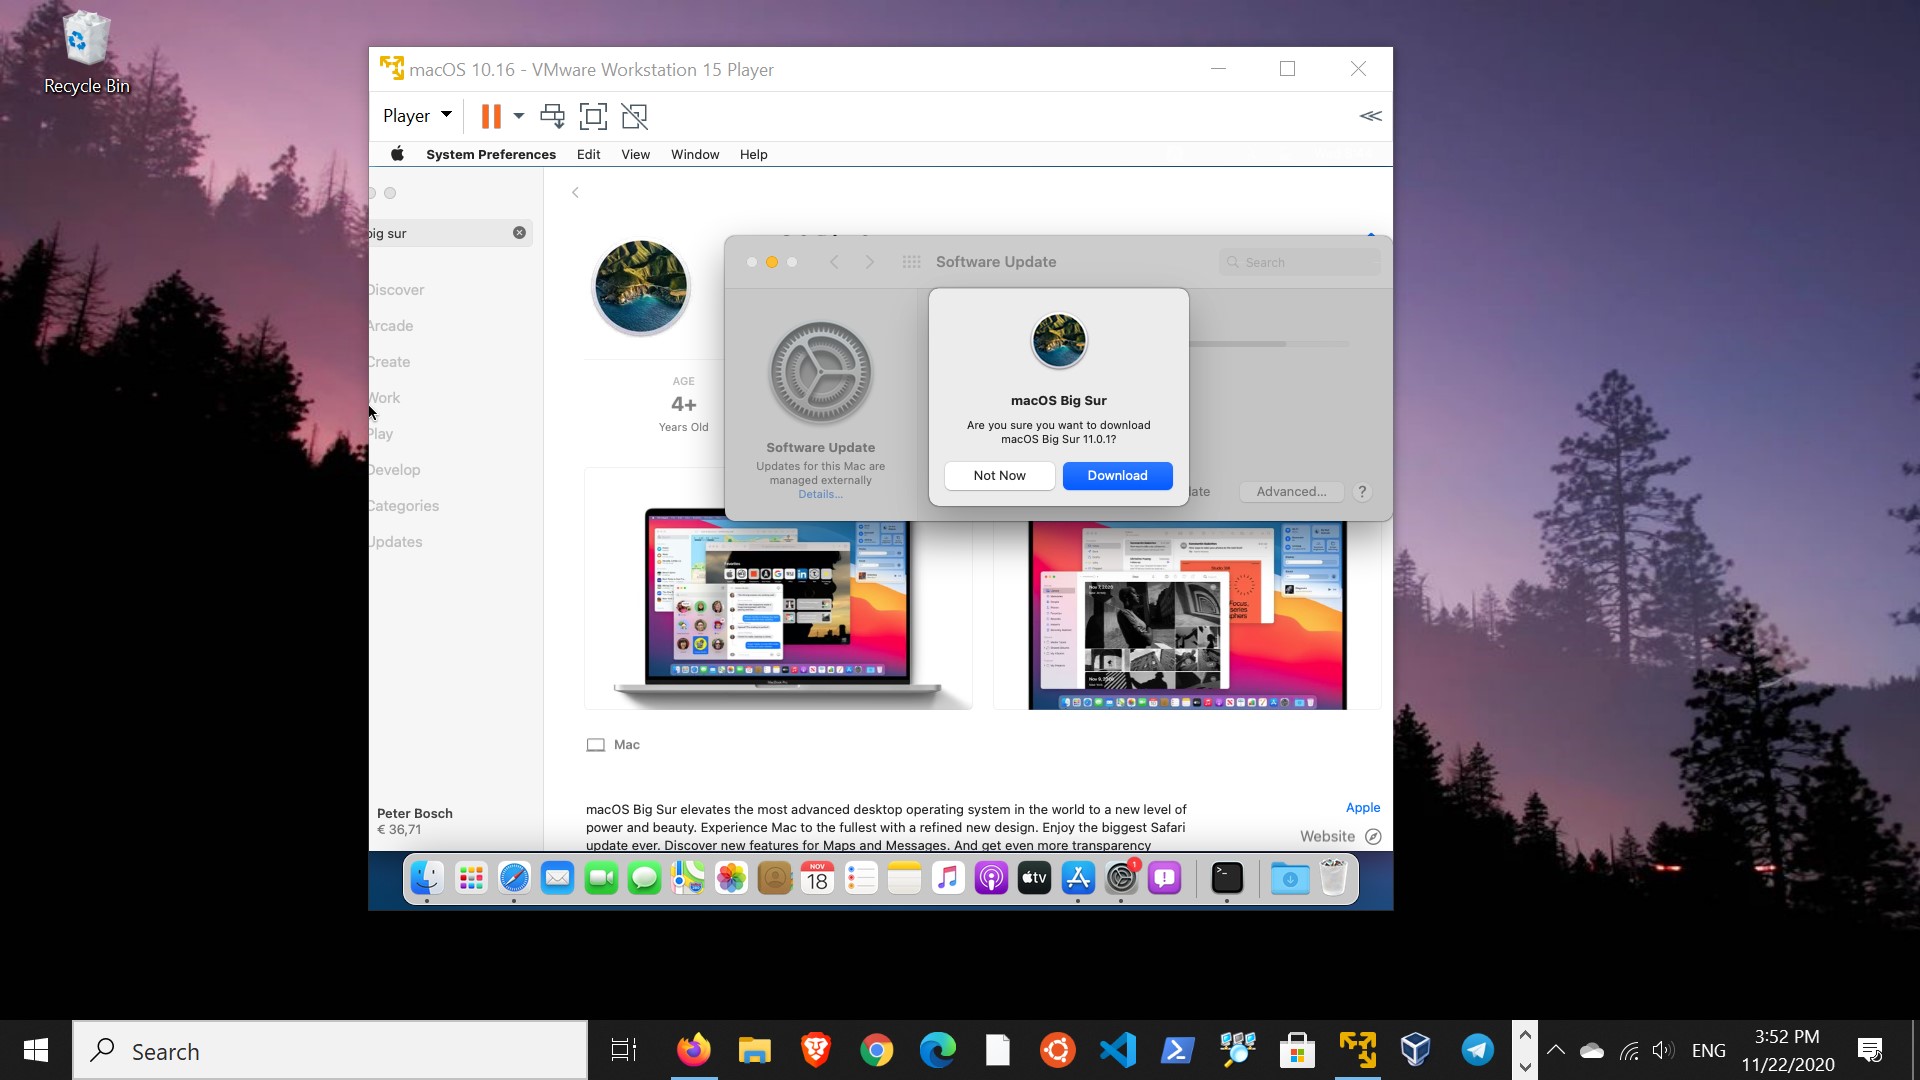 Recycle Bin
macOS 10.16 - VMware Workstation 15 Player
Player
System Preferences Edit View Window Help
big sur
Discover
Arcade
Create
Work
Play
Develop
Categories
Updates
Peter Bosch
€ 36,71
AGE
4+
Years Old
Software Update
Search
Software Update
Updates for this Mac are
managed externally
Details...
macOS Big Sur
Are you sure you want to download
macOS Big Sur 11.0.1?
Not Now
Download
Advanced...
?
Mac
macOS Big Sur elevates the most advanced desktop operating system in the world to a new level of
power and beauty. Experience Mac to the fullest with a refined new design. Enjoy the biggest Safari
update ever. Discover new features for Maps and Messages. And get even more transparency
Apple
Website
NOV
18
tv
1
Search
ENG
3:52 PM
11/22/2020